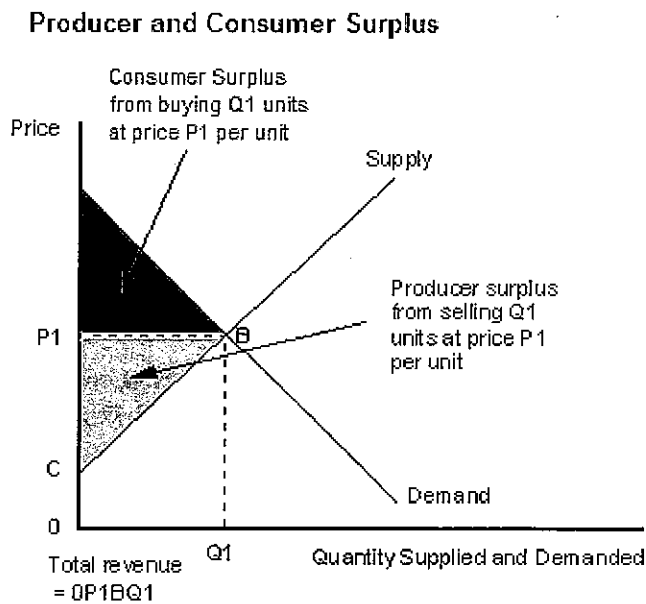 Producer and Consumer Surplus
Consumer Surplus
from buying Q1 units
at price P1 per unit
Price
Supply
Producer surplus
from selling Q1
units at price P1
per unit
P1
B
C
Demand
0
Q1
Quantity Supplied and Demanded
Total revenue
= 0P1BQ1